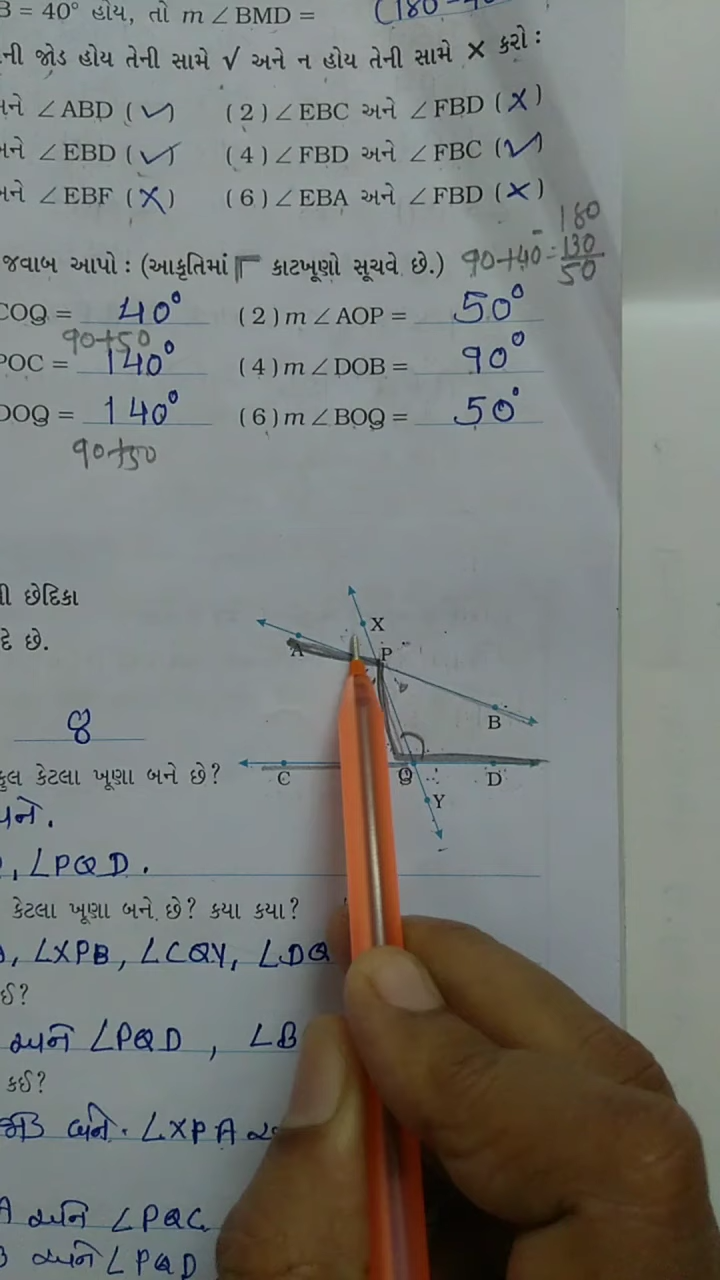 B = 40° હોય, તો m ∠BMD = (180 - 40
ની જોડ હોય તેની સામે √ અને ન હોય તેની સામે × કરો :
અને ∠ABD (✓) (2) ∠EBC અને ∠FBD (×)
અને ∠EBD (✓) (4) ∠FBD અને ∠FBC (✓)
અને ∠EBF (×) (6) ∠EBA અને ∠FBD (×)
જવાબ આપો : (આકૃતિમાં કાટખૂણો સૂચવે છે.) 90+40=130
180
-
50
COQ = 40° (2) m ∠AOP = 50°
90+50
POC = 140° (4) m ∠DOB = 90°
DOQ = 140° (6) m ∠BOQ = 50°
90+50
ની છેદિકા
દે છે.
8
કુલ કેટલા ખૂણા બને છે?
અને.
, ∠PQD.
કેટલા ખૂણા બને છે? કયા કયા?
, ∠XPB, ∠CQY, ∠DQ
ઈ?
અને ∠PQD, ∠B
કઈ?
બને. ∠XPA
A અને ∠PQC
B અને ∠PQD
X
A
P
B
C
Q
D
Y